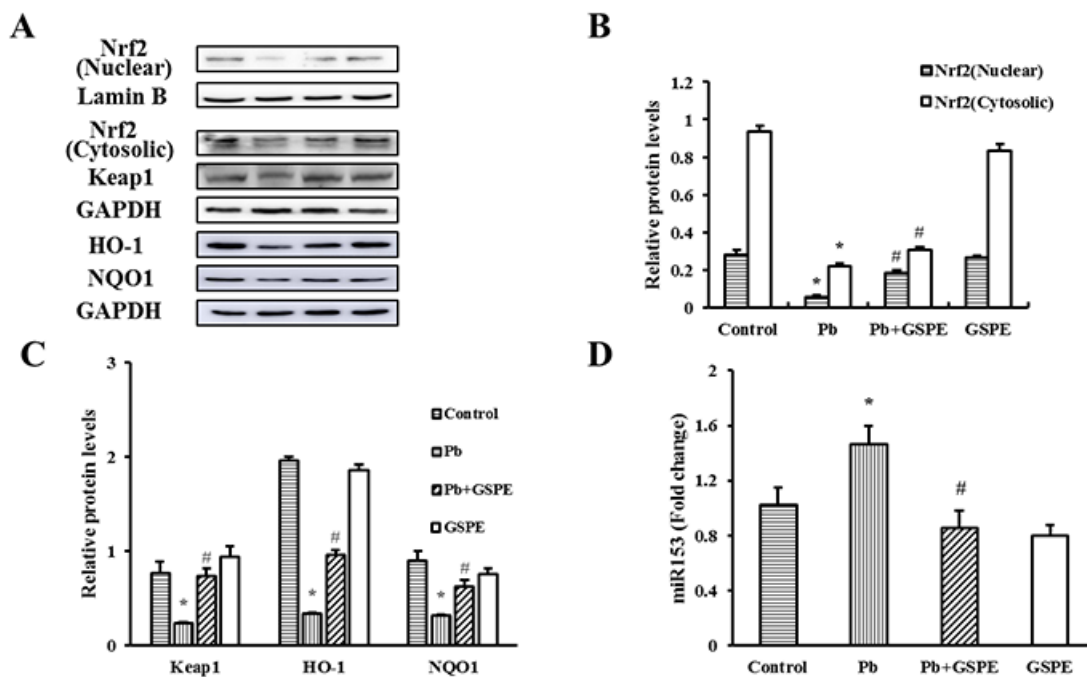 A
Nrf2
(Nuclear)
Lamin B
Nrf2
(Cytosolic)
Keap1
GAPDH
HO-1
NQO1
GAPDH
B
Relative protein levels
1.2
1
0.8
0.6
0.4
0.2
0
Nrf2(Nuclear)
Nrf2(Cytosolic)
*
*
#
#
Control
Pb
Pb+GSPE
GSPE
C
Relative protein levels
3
2
1
0
Control
Pb
Pb+GSPE
GSPE
*
#
*
#
*
#
Keap1
HO-1
NQO1
D
miR153 (Fold change)
2
1.6
1.2
0.8
0.4
0
*
#
Control
Pb
Pb+GSPE
GSPE